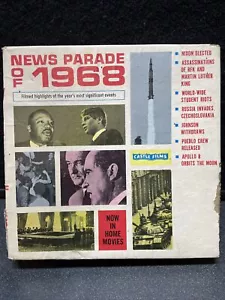 NEWS PARADE
OF 1968
Filmed highlights of the year's most significant events
• NIXON ELECTED
• ASSASSINATIONS
OF RFK AND
MARTIN LUTHER
KING
• WORLD-WIDE
STUDENT RIOTS
• RUSSIA INVADES
CZECHOSLOVAKIA
• JOHNSON
WITHDRAWS
• PUEBLO CREW
RELEASED
• APOLLO 8
ORBITS THE MOON
CASTLE FILMS
NOW
IN HOME
MOVIES